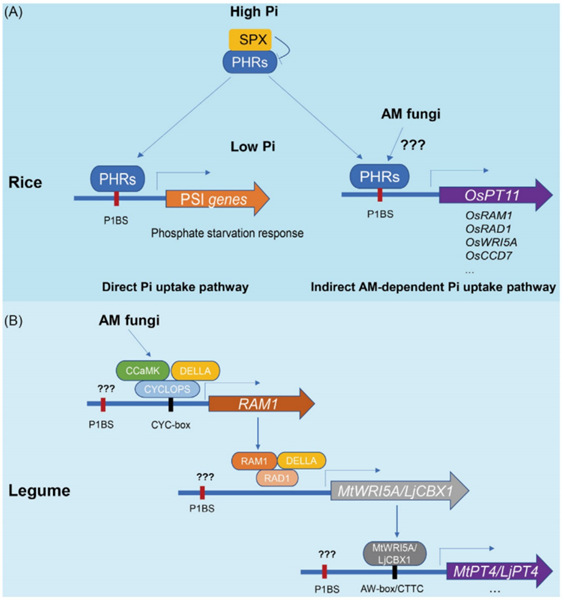 (A)
High Pi
SPX
PHRs
AM fungi
???
Low Pi
Rice
PHRs
PSI genes
P1BS
Phosphate starvation response
PHRs
OsPT11
P1BS
OsRAM1
OsRAD1
OsWRI5A
OsCCD7
...
Direct Pi uptake pathway
Indirect AM-dependent Pi uptake pathway
(B)
AM fungi
CCaMK
DELLA
CYCLOPS
???
RAM1
P1BS
CYC-box
Legume
RAM1
DELLA
RAD1
???
MtWRI5A/LjCBX1
P1BS
MtWRI5A/
LjCBX1
???
MtPT4/LjPT4
P1BS
AW-box/CTTC
...